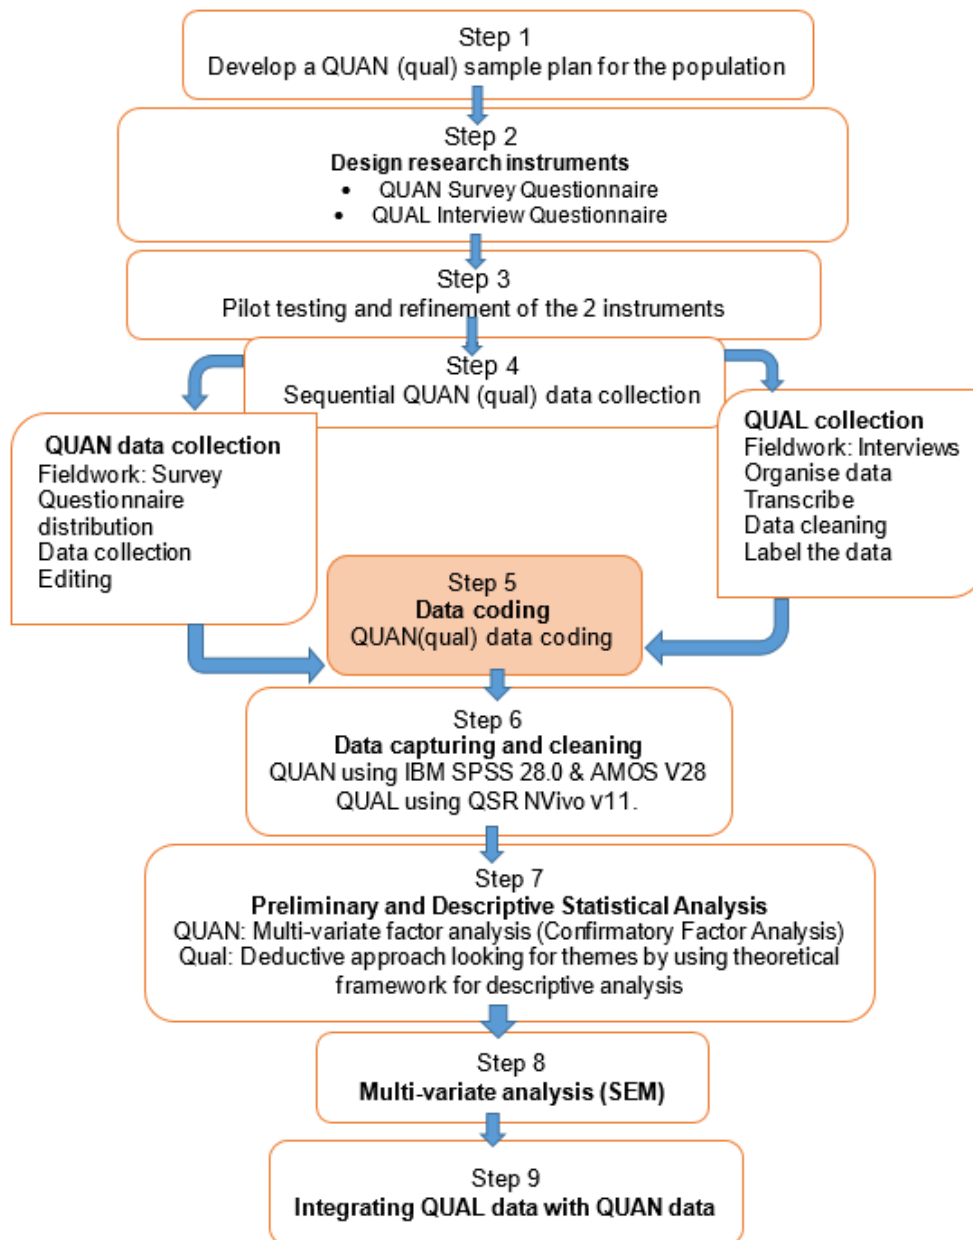 Step 1
Develop a QUAN (qual) sample plan for the population
Step 2
Design research instruments
• QUAN Survey Questionnaire
• QUAL Interview Questionnaire
Step 3
Pilot testing and refinement of the 2 instruments
Step 4
Sequential QUAN (qual) data collection
QUAN data collection
Fieldwork: Survey
Questionnaire
distribution
Data collection
Editing
QUAL collection
Fieldwork: Interviews
Organise data
Transcribe
Data cleaning
Label the data
Step 5
Data coding
QUAN(qual) data coding
Step 6
Data capturing and cleaning
QUAN using IBM SPSS 28.0 & AMOS V28
QUAL using QSR NVivo v11.
Step 7
Preliminary and Descriptive Statistical Analysis
QUAN: Multi-variate factor analysis (Confirmatory Factor Analysis)
Qual: Deductive approach looking for themes by using theoretical
framework for descriptive analysis
Step 8
Multi-variate analysis (SEM)
Step 9
Integrating QUAL data with QUAN data